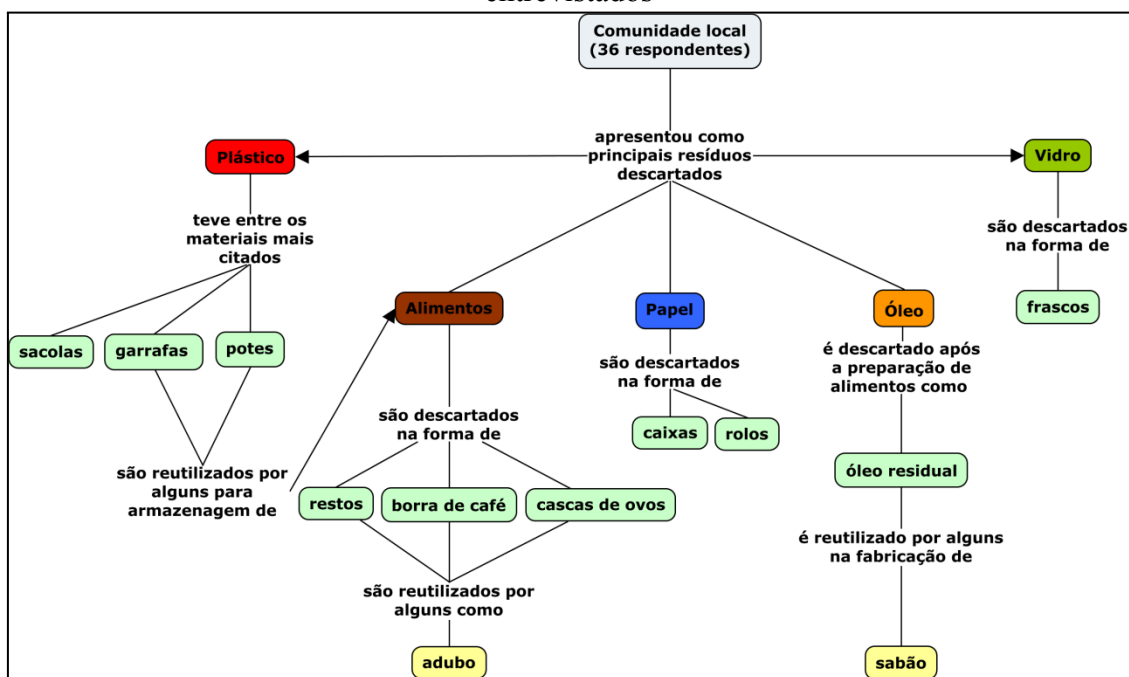 entrevistados
Comunidade local
(36 respondentes)
apresentou como
principais resíduos
descartados
Plástico
Vidro
teve entre os
materiais mais
citados
são descartados
na forma de
Alimentos
Papel
Óleo
frascos
sacolas
garrafas
potes
são descartados
na forma de
é descartado após
a preparação de
alimentos como
são descartados
na forma de
caixas
rolos
são reutilizados por
alguns para
armazenagem de
óleo residual
restos
borra de café
cascas de ovos
é reutilizado por alguns
na fabricação de
são reutilizados por
alguns como
adubo
sabão